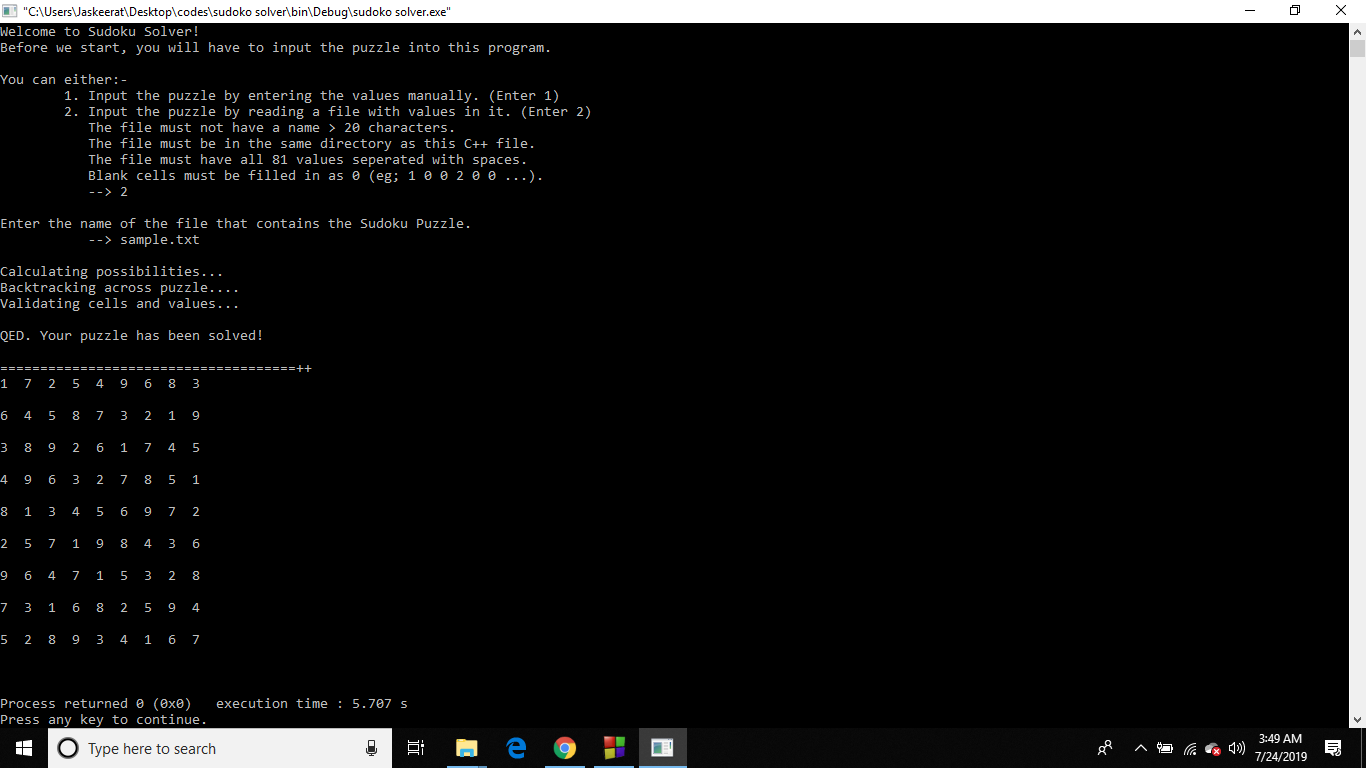 "C:\Users\Jaskeerat\Desktop\codes\sudoko solver\bin\Debug\sudoko solver.exe"
Welcome to Sudoku Solver!
Before we start, you will have to input the puzzle into this program.
You can either:-
1. Input the puzzle by entering the values manually. (Enter 1)
2. Input the puzzle by reading a file with values in it. (Enter 2)
The file must not have a name > 20 characters.
The file must be in the same directory as this C++ file.
The file must have all 81 values seperated with spaces.
Blank cells must be filled in as 0 (eg; 1 0 0 2 0 0 ...).
--> 2
Enter the name of the file that contains the Sudoku Puzzle.
--> sample.txt
Calculating possibilities...
Backtracking across puzzle....
Validating cells and values...
QED. Your puzzle has been solved!
=====================================++
1 7 2 5 4 9 6 8 3
6 4 5 8 7 3 2 1 9
3 8 9 2 6 1 7 4 5
4 9 6 3 2 7 8 5 1
8 1 3 4 5 6 9 7 2
2 5 7 1 9 8 4 3 6
9 6 4 7 1 5 3 2 8
7 3 1 6 8 2 5 9 4
5 2 8 9 3 4 1 6 7
Process returned 0 (0x0)   execution time : 5.707 s
Press any key to continue.
Type here to search
3:49 AM
7/24/2019